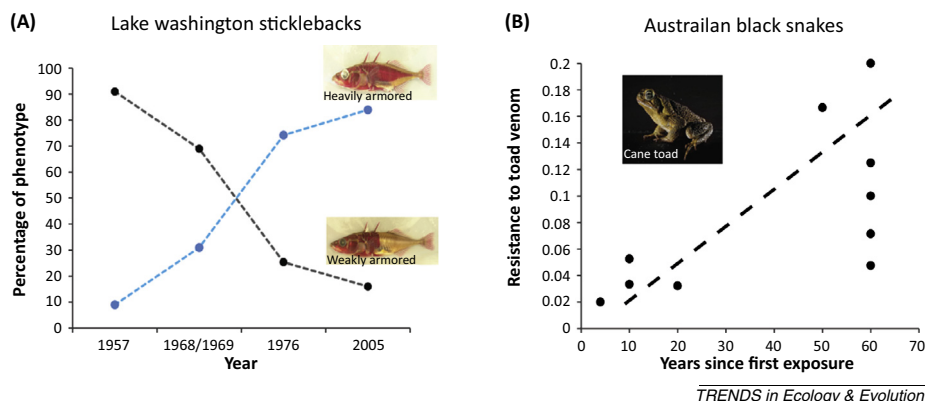 (A)
Lake washington sticklebacks
Percentage of phenotype
100
90
80
70
60
50
40
30
20
10
0
Heavily armored
Weakly armored
1957
1968/1969
1976
2005
Year
(B)
Austrailan black snakes
Resistance to toad venom
0.2
0.18
0.16
0.14
0.12
0.1
0.08
0.06
0.04
0.02
0
Cane toad
0
10
20
30
40
50
60
70
Years since first exposure
TRENDS in Ecology & Evolution